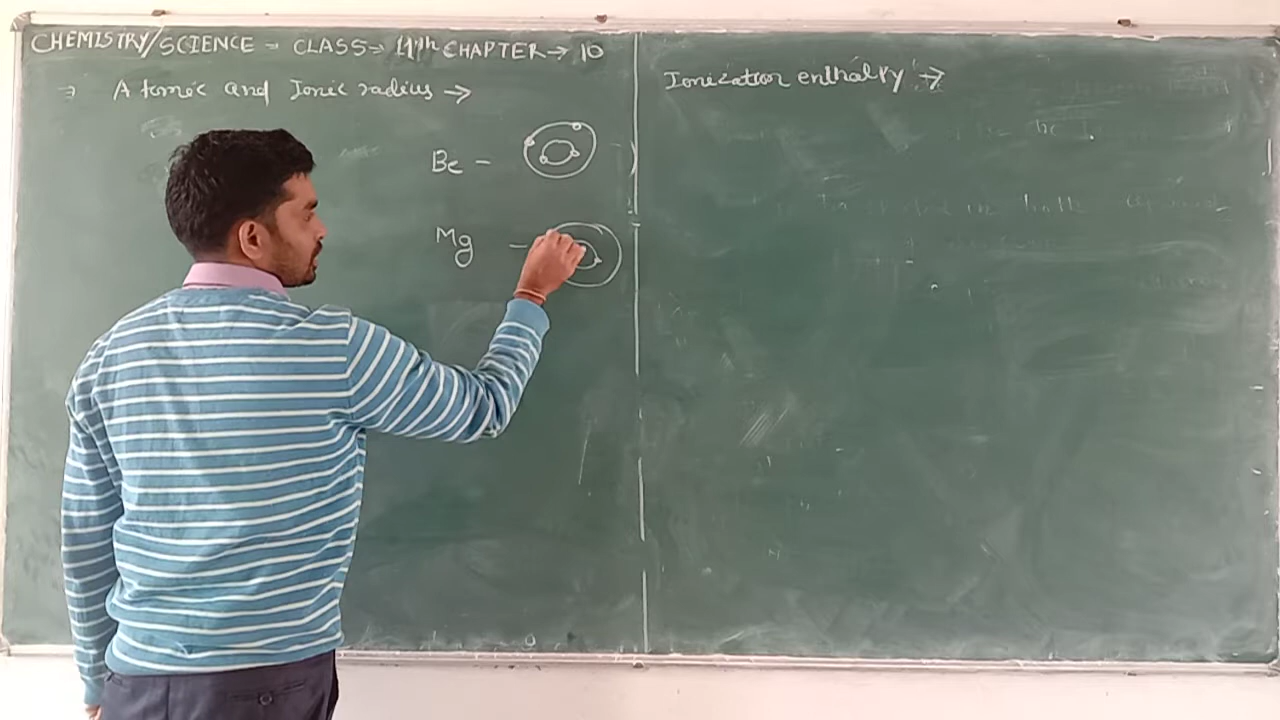 CHEMISTRY/SCIENCE - CLASS → 11th CHAPTER → 10
⇒ Atomic and Ionic radius →
Be -
Mg -
Ionization enthalpy →